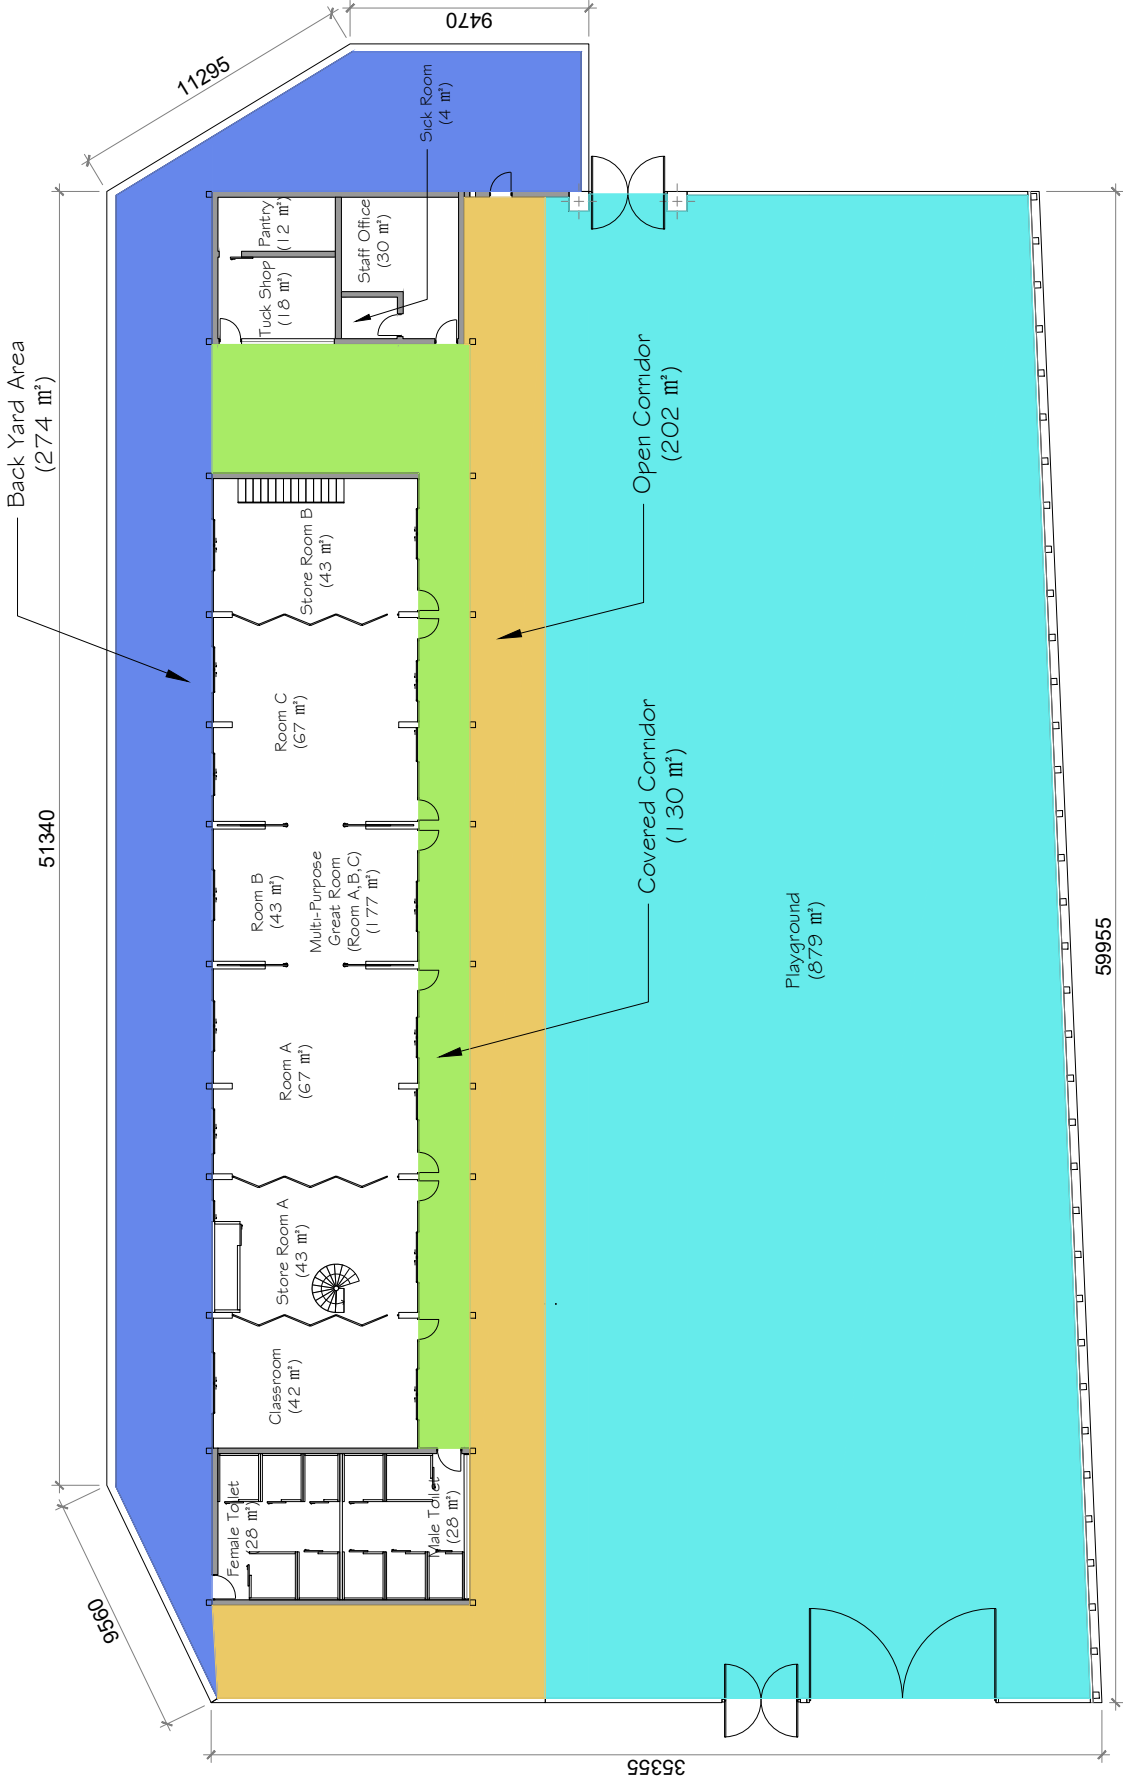 9470
11295
Sick Room
(4 m²)
Back Yard Area
(274 m²)
Pantry
(12 m²)
Tuck Shop
(18 m²)
Staff Office
(30 m²)
Open Corridor
(202 m²)
Store Room B
(43 m²)
Room C
(67 m²)
Covered Corridor
(130 m²)
51340
Room B
(43 m²)
Multi-Purpose
Great Room
(Room A,B,C)
(177 m²)
Playground
(879 m²)
59955
Room A
(67 m²)
Store Room A
(43 m²)
Classroom
(42 m²)
Female Toilet
(28 m²)
Male Toilet
(28 m²)
9560
35355